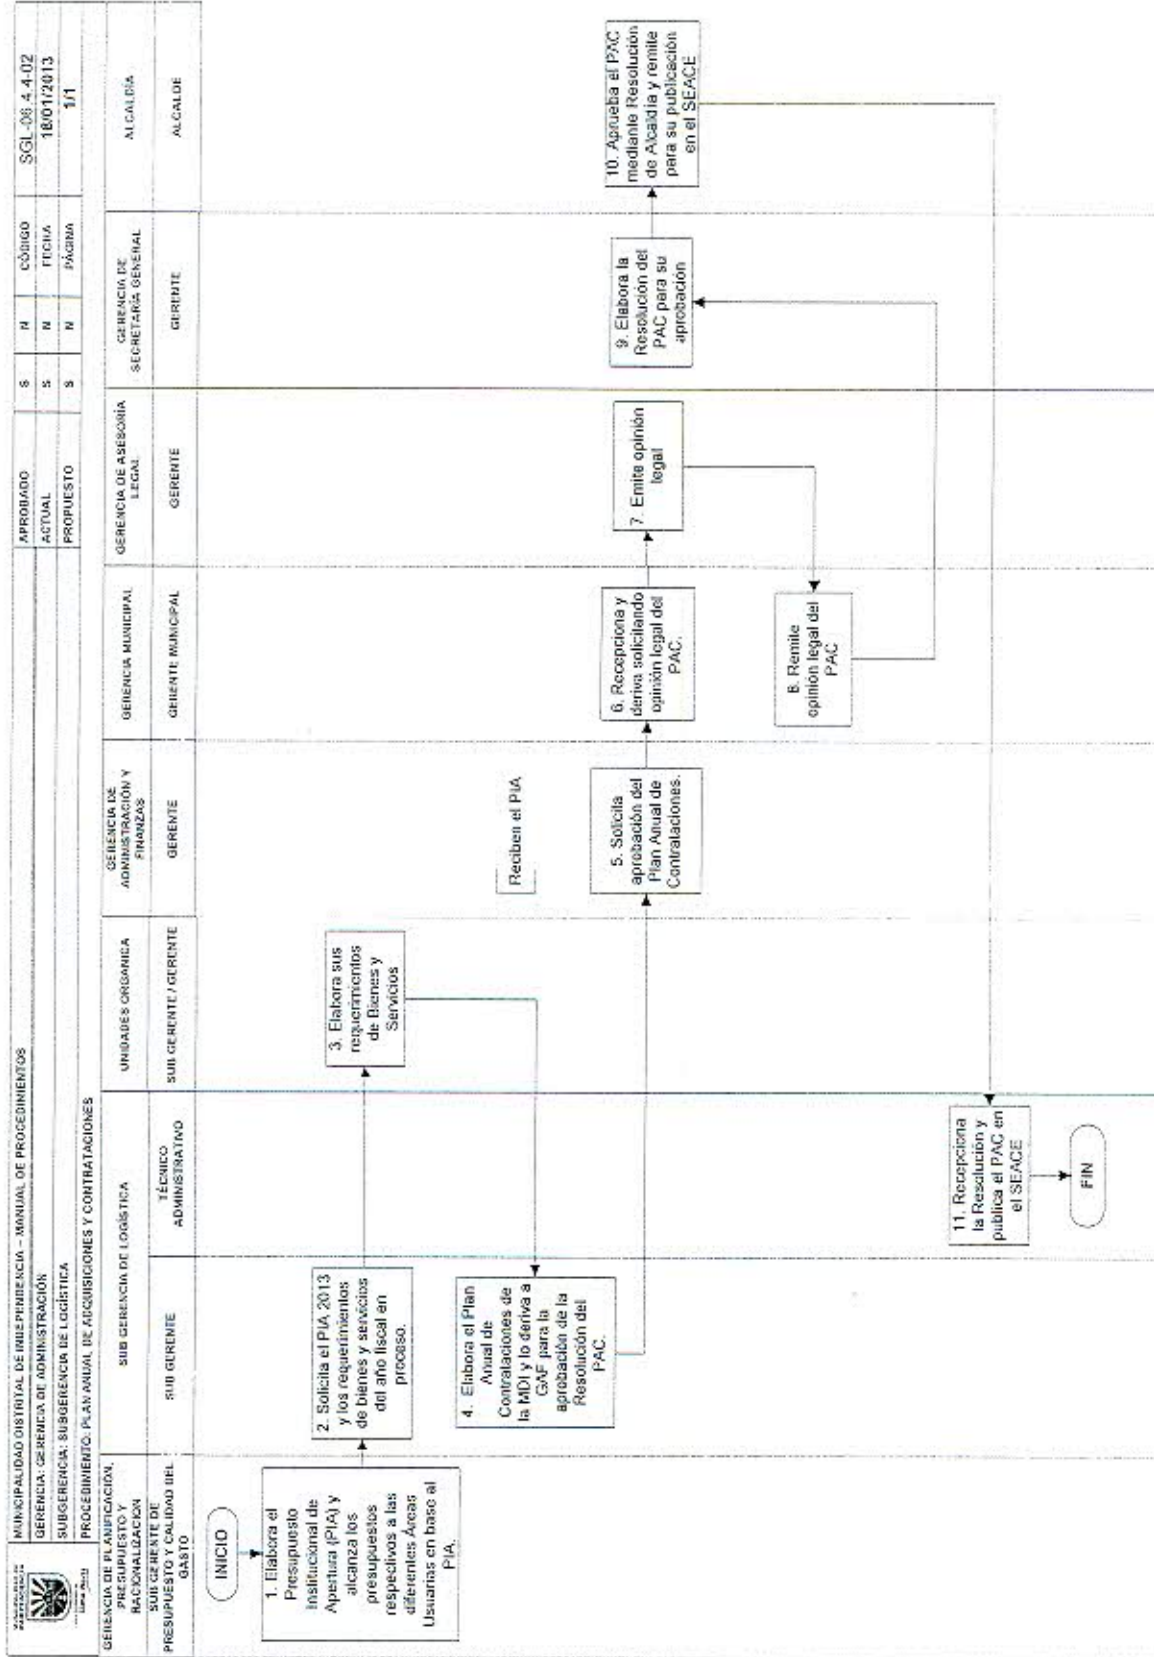 MUNICIPALIDAD DISTRITAL DE INDEPENDENCIA – MANUAL DE PROCEDIMIENTOS
APROBADO S N CÓDIGO SGL-06.4.4-02
GERENCIA: GERENCIA DE ADMINISTRACIÓN
ACTUAL S N FECHA 18/01/2013
SUBGERENCIA: SUBGERENCIA DE LOGÍSTICA
PROPUESTO S N PÁGINA 1/1
PROCEDIMIENTO: PLAN ANUAL DE ADQUISICIONES Y CONTRATACIONES
GERENCIA DE PLANIFICACIÓN,
PRESUPUESTO Y
RACIONALIZACIÓN
SUB GERENCIA DE LOGÍSTICA
UNIDADES ORGANICA
GERENCIA DE
ADMINISTRACIÓN Y
FINANZAS
GERENCIA MUNICIPAL
GERENCIA DE ASESORÍA
LEGAL
GERENCIA DE
SECRETARÍA GENERAL
ALCALDÍA
SUB GERENTE DE
PRESUPUESTO Y CALIDAD DEL
GASTO
SUB GERENTE
TÉCNICO
ADMINISTRATIVO
SUB GERENTE / GERENTE
GERENTE
GERENTE MUNICIPAL
GERENTE
GERENTE
ALCALDE
INICIO
1. Elabora el
Presupuesto
Institucional de
Apertura (PIA) y
alcanza los
presupuestos
respectivos a las
diferentes Áreas
Usuarias en base al
PIA.
2. Solicita el PIA 2013
y los requerimientos
de bienes y servicios
del año fiscal en
proceso.
3. Elabora sus
requerimientos
de Bienes y
Servicios
4. Elabora el Plan
Anual de
Contrataciones de
la MDI y lo deriva a
GAF para la
aprobación de la
Resolución del
PAC.
Reciben el PIA
5. Solicita
aprobación del
Plan Anual de
Contrataciones.
6. Recepciona y
deriva solicitando
opinión legal del
PAC.
7. Emite opinión
legal
8. Remite
opinión legal del
PAC
9. Elabora la
Resolución del
PAC para su
aprobación
10. Aprueba el PAC
mediante Resolución
de Alcaldía y remite
para su publicación
en el SEACE
11. Recepciona
la Resolución y
publica el PAC en
el SEACE
FIN